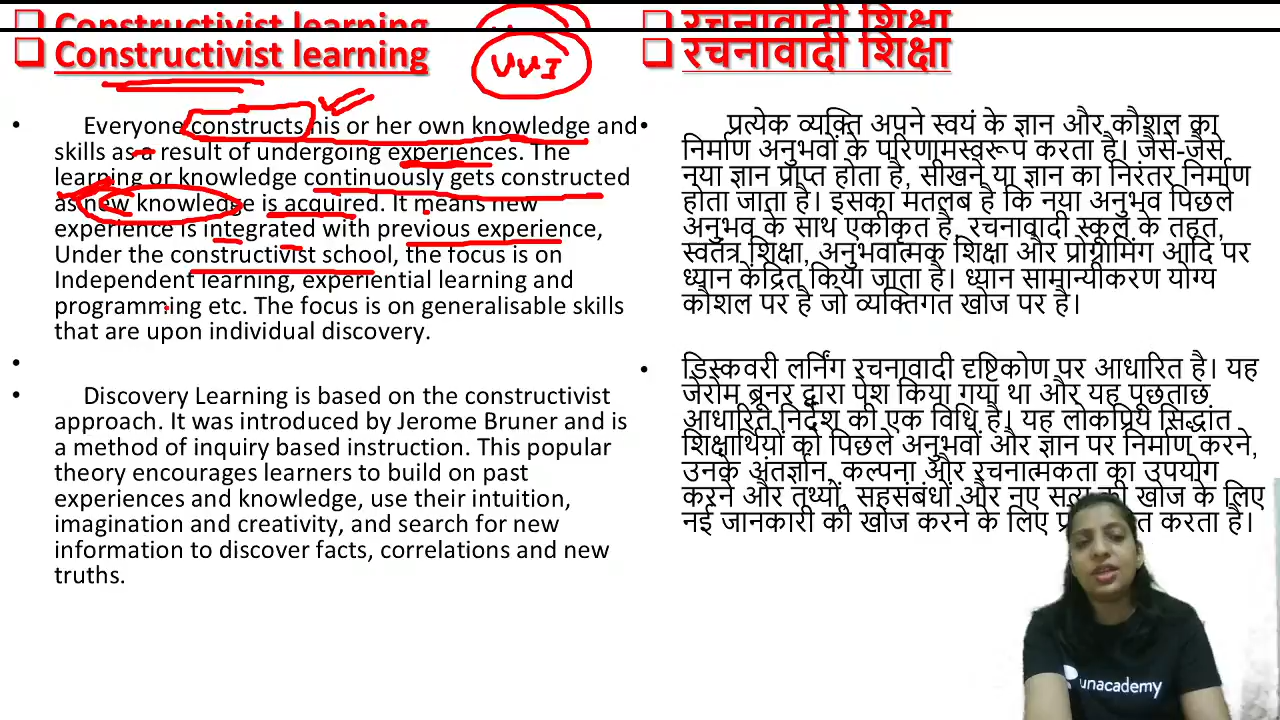 Constructivist learning
रचनावादी शिक्षा
Constructivist learning
VVI
रचनावादी शिक्षा
Everyone constructs his or her own knowledge and
skills as a result of undergoing experiences. The
learning or knowledge continuously gets constructed
as new knowledge is acquired. It means new
experience is integrated with previous experience,
Under the constructivist school, the focus is on
Independent learning, experiential learning and
programming etc. The focus is on generalisable skills
that are upon individual discovery.
Discovery Learning is based on the constructivist
approach. It was introduced by Jerome Bruner and is
a method of inquiry based instruction. This popular
theory encourages learners to build on past
experiences and knowledge, use their intuition,
imagination and creativity, and search for new
information to discover facts, correlations and new
truths.
प्रत्येक व्यक्ति अपने स्वयं के ज्ञान और कौशल का
निर्माण अनुभवों के परिणामस्वरूप करता है। जैसे-जैसे
नया ज्ञान प्राप्त होता है, सीखने या ज्ञान का निरंतर निर्माण
होता जाता है। इसका मतलब है कि नया अनुभव पिछले
अनुभव के साथ एकीकृत है, रचनावादी स्कूल के तहत,
स्वतंत्र शिक्षा, अनुभवात्मक शिक्षा और प्रोग्रामिंग आदि पर
ध्यान केंद्रित किया जाता है। ध्यान सामान्यीकरण योग्य
कौशल पर है जो व्यक्तिगत खोज पर है।
डिस्कवरी लर्निंग रचनावादी दृष्टिकोण पर आधारित है। यह
जेरोम ब्रूनर द्वारा पेश किया गया था और यह पूछताछ
आधारित निर्देश की एक विधि है। यह लोकप्रिय सिद्धांत
शिक्षार्थियों को पिछले अनुभवों और ज्ञान पर निर्माण करने,
उनके अंतर्ज्ञान, कल्पना और रचनात्मकता का उपयोग
करने और तथ्यों, सहसंबंधों और नए सत्य की खोज के लिए
नई जानकारी की खोज करने के लिए करता है।
unacademy